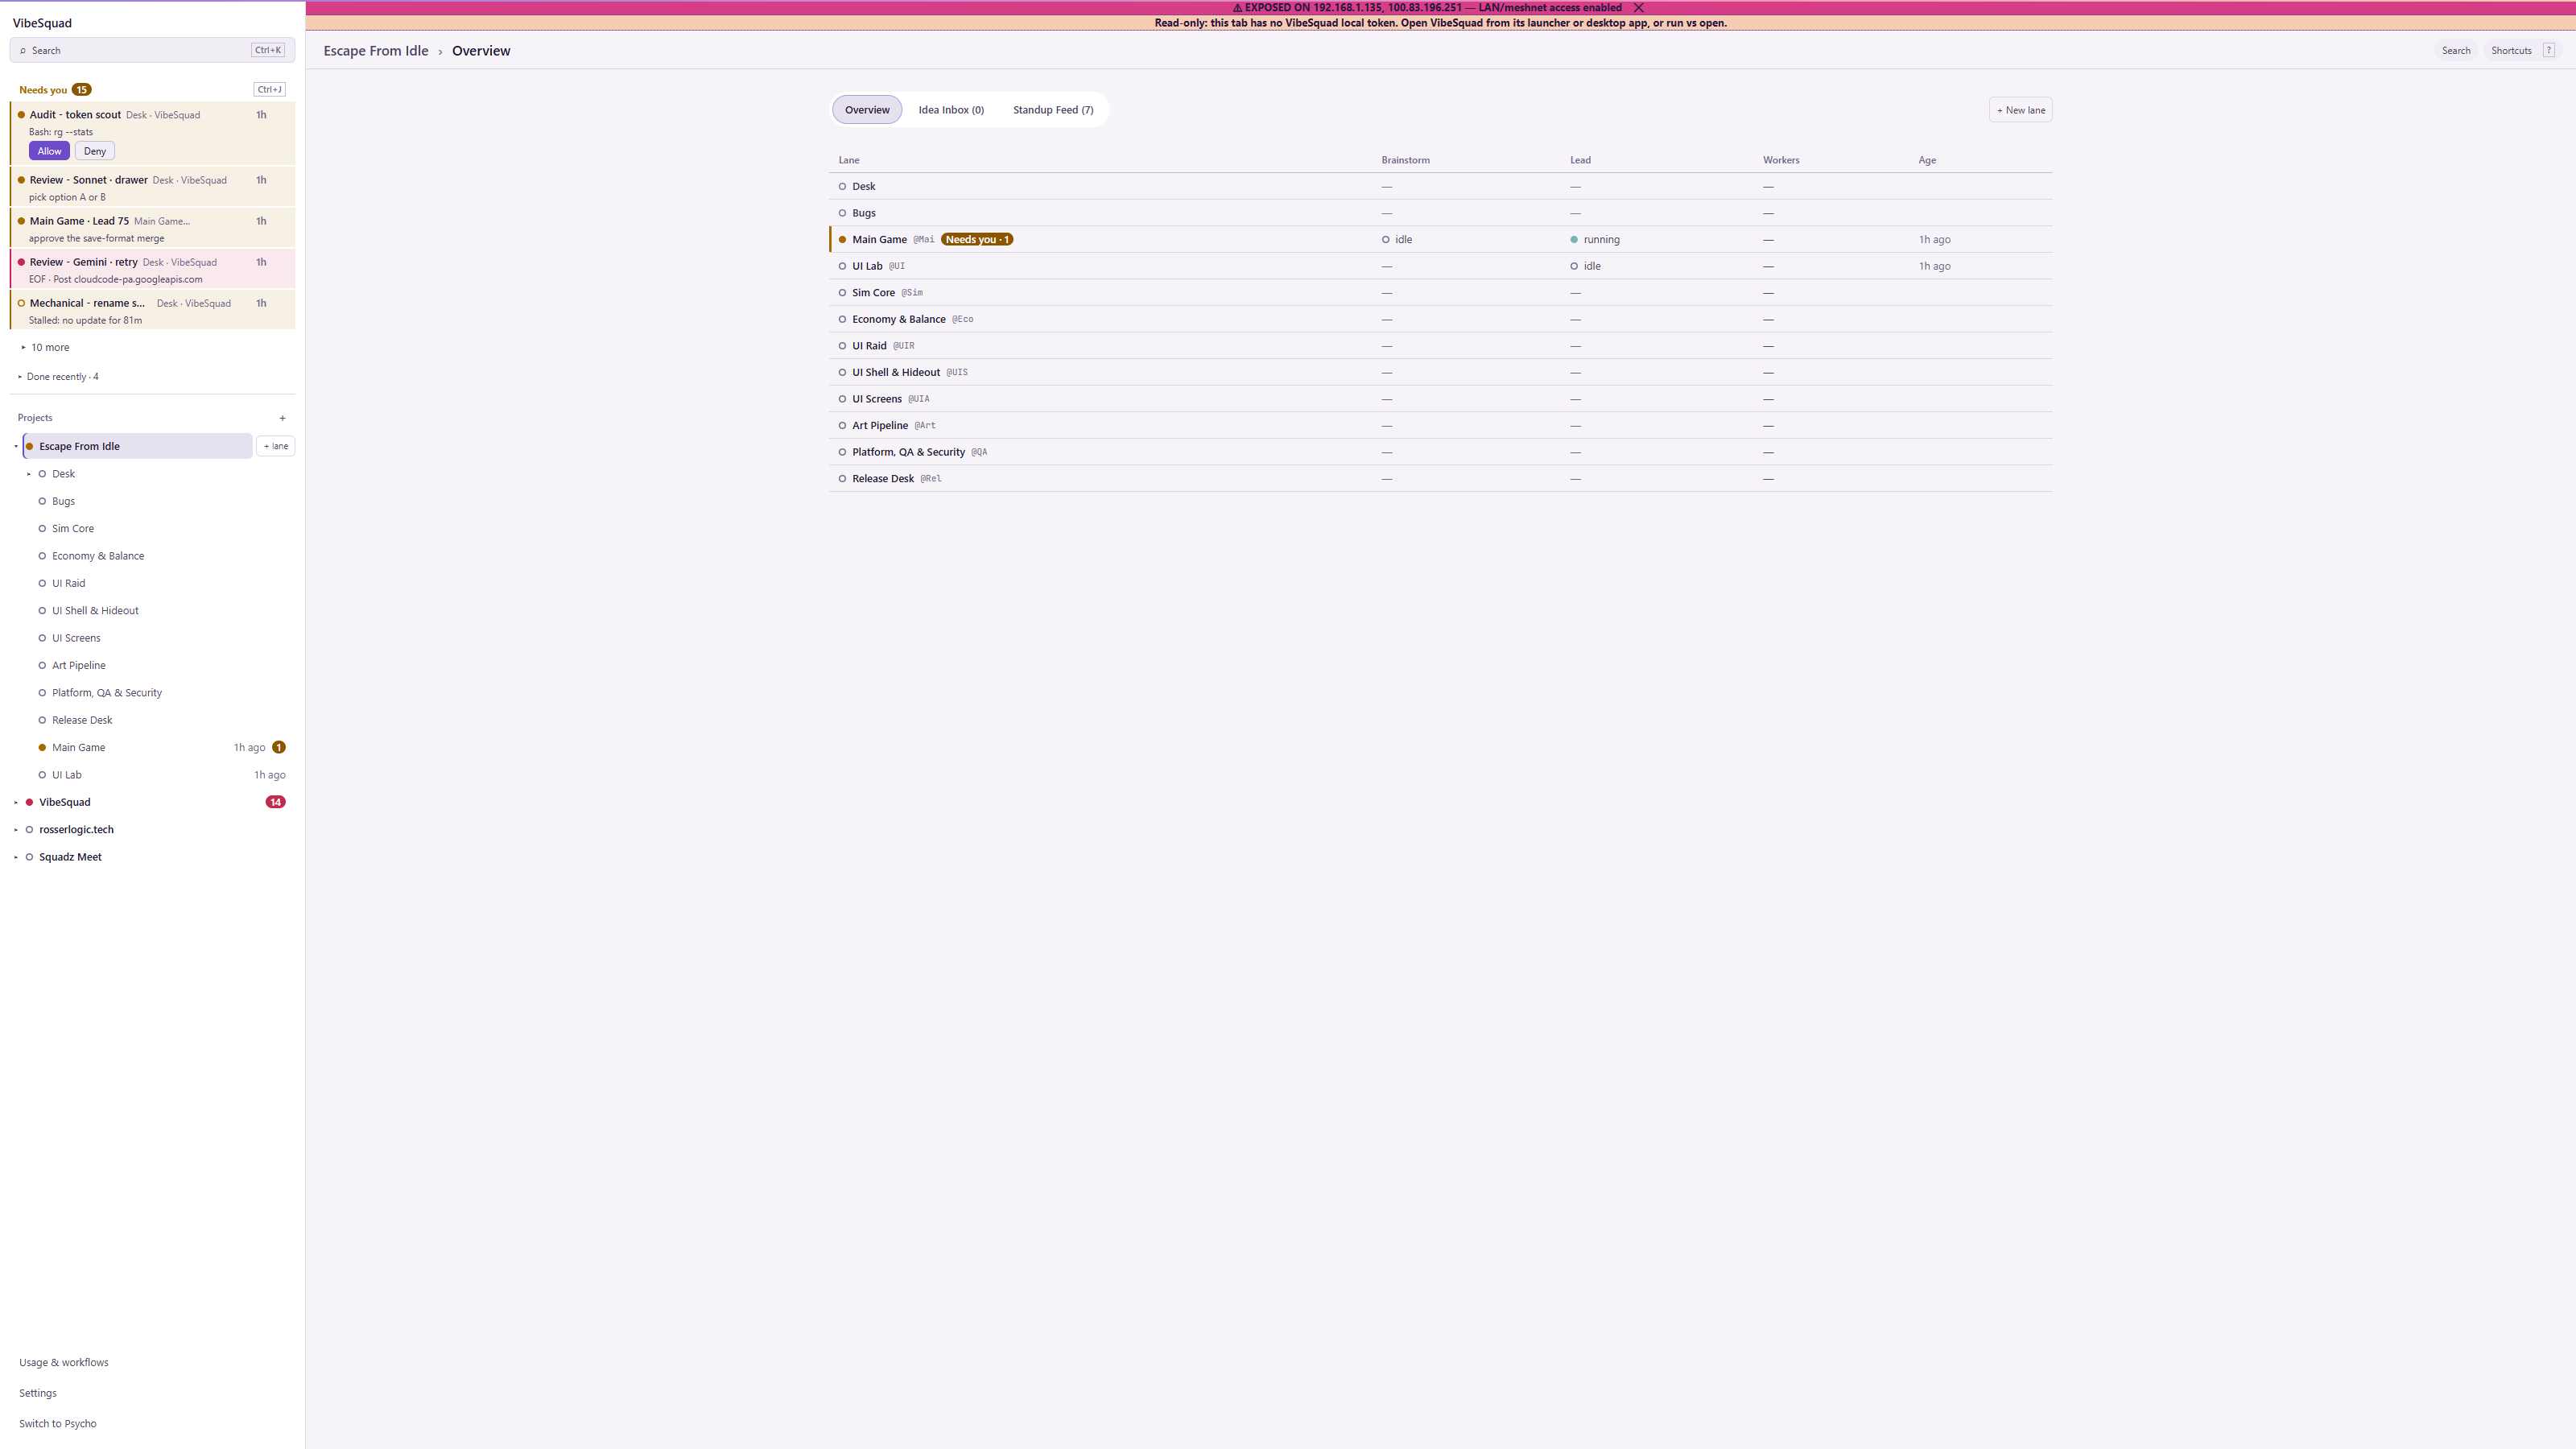 VibeSquad
⌕ Search Ctrl+K
Needs you 15 Ctrl+J
Audit - token scout Desk · VibeSquad 1h
Bash: rg --stats
Allow Deny
Review - Sonnet · drawer Desk · VibeSquad 1h
pick option A or B
Main Game · Lead 75 Main Game... 1h
approve the save-format merge
Review - Gemini · retry Desk · VibeSquad 1h
EOF · Post cloudcode-pa.googleapis.com
Mechanical - rename s... Desk · VibeSquad 1h
Stalled: no update for 81m
▸ 10 more
▸ Done recently · 4
Projects +
▾ Escape From Idle + lane
▸ Desk
Bugs
Sim Core
Economy & Balance
UI Raid
UI Shell & Hideout
UI Screens
Art Pipeline
Platform, QA & Security
Release Desk
Main Game 1h ago 1
UI Lab 1h ago
▸ VibeSquad 14
▸ rosserlogic.tech
▸ Squadz Meet
Usage & workflows
Settings
Switch to Psycho
⚠ EXPOSED ON 192.168.1.135, 100.83.196.251 — LAN/meshnet access enabled ✕
Read-only: this tab has no VibeSquad local token. Open VibeSquad from its launcher or desktop app, or run vs open.
Escape From Idle › Overview Search Shortcuts ?
Overview Idea Inbox (0) Standup Feed (7) + New lane
Lane Brainstorm Lead Workers Age
Desk — — —
Bugs — — —
Main Game @Mai Needs you · 1 idle running — 1h ago
UI Lab @UI — idle — 1h ago
Sim Core @Sim — — —
Economy & Balance @Eco — — —
UI Raid @UIR — — —
UI Shell & Hideout @UIS — — —
UI Screens @UIA — — —
Art Pipeline @Art — — —
Platform, QA & Security @QA — — —
Release Desk @Rel — — —